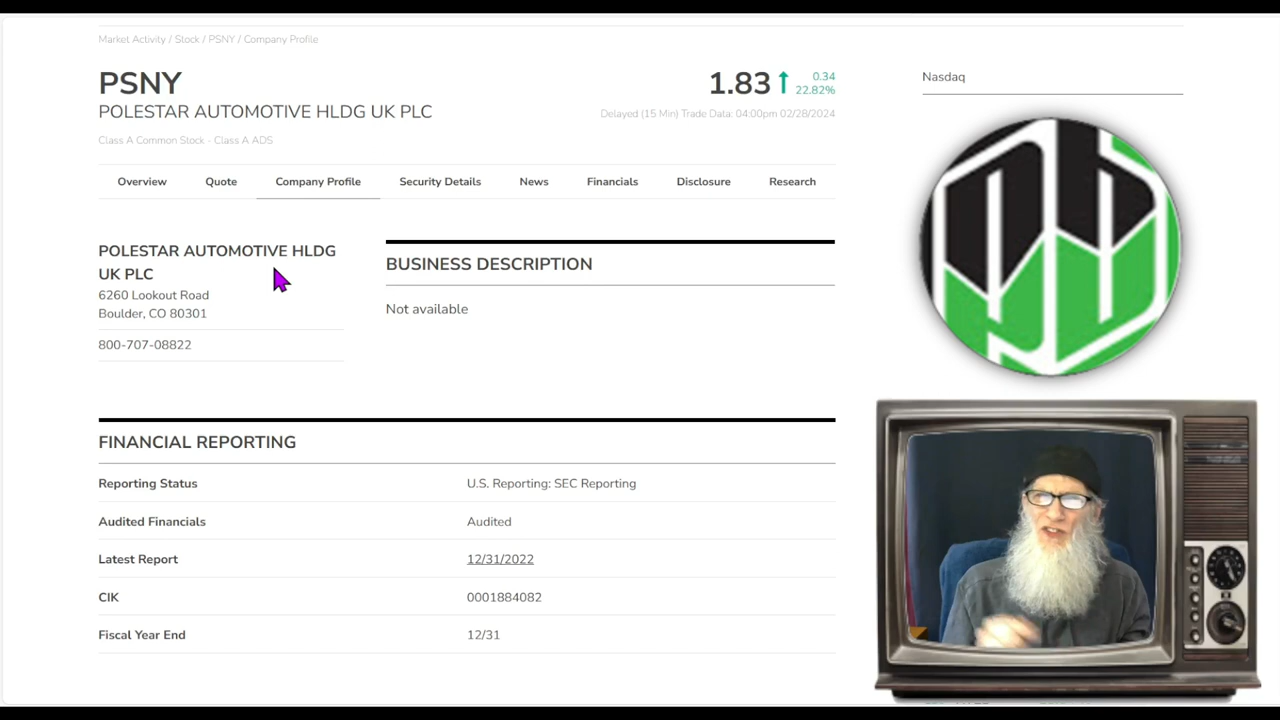 Market Activity / Stock / PSNY / Company Profile
PSNY
1.83
0.34
22.82%
POLESTAR AUTOMOTIVE HLDG UK PLC
Delayed (15 Min) Trade Data: 04:00pm 02/28/2024
Class A Common Stock - Class A ADS
Nasdaq
Overview Quote Company Profile Security Details News Financials Disclosure Research
POLESTAR AUTOMOTIVE HLDG
UK PLC
6260 Lookout Road
Boulder, CO 80301
800-707-08822
BUSINESS DESCRIPTION
Not available
FINANCIAL REPORTING
Reporting Status U.S. Reporting: SEC Reporting
Audited Financials Audited
Latest Report 12/31/2022
CIK 0001884082
Fiscal Year End 12/31